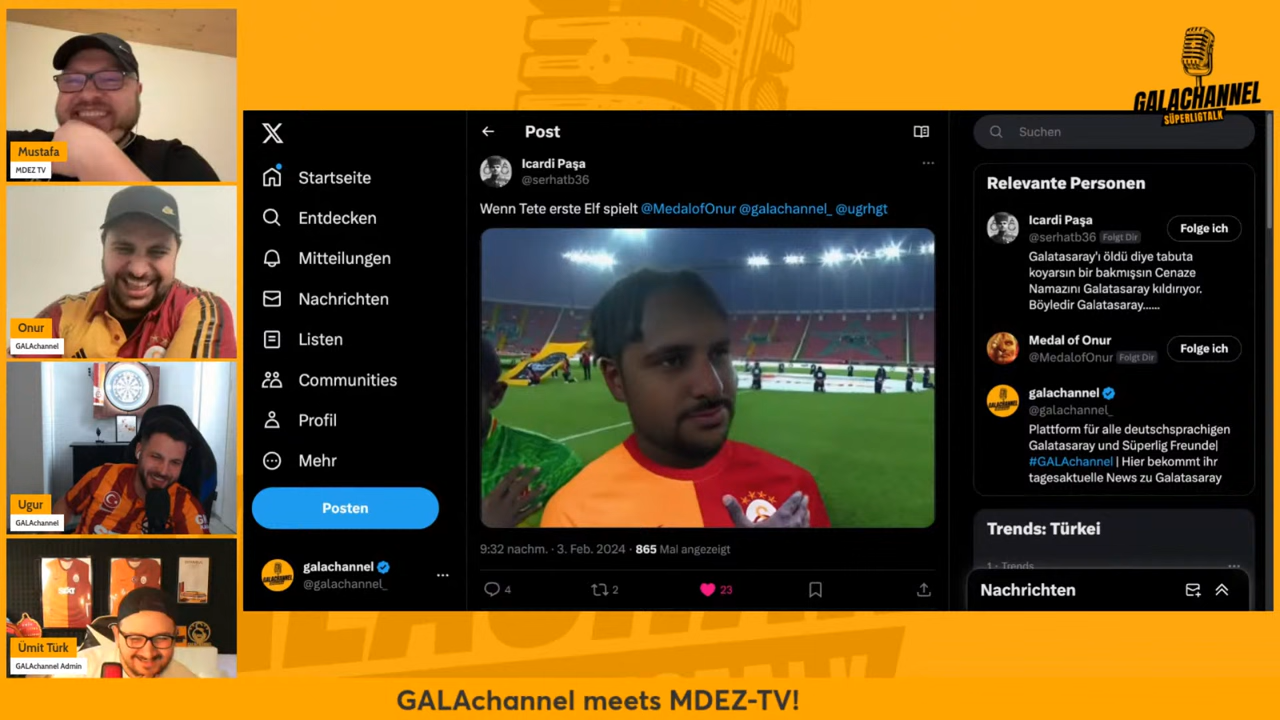 Mustafa
MDEZ TV
Onur
GALAchannel
Ugur
GALAchannel
SIXT
Ümit Türk
GALAchannel Admin
GALACHANNEL
SÜPERLIGTALK
Startseite
Entdecken
Mitteilungen
Nachrichten
Listen
Communities
Profil
Mehr
Posten
galachannel
@galachannel_
Post
Icardi Paşa
@serhatb36
Wenn Tete erste Elf spielt @MedalofOnur @galachannel_ @ugrhgt
9:32 nachm. · 3. Feb. 2024 · 865 Mal angezeigt
4
2
23
Suchen
Relevante Personen
Icardi Paşa
@serhatb36 Folgt Dir
Folge ich
Galatasaray'ı öldü diye tabuta
koyarsın bir bakmışsın Cenaze
Namazını Galatasaray kıldırıyor.
Böyledir Galatasaray......
Medal of Onur
@MedalofOnur Folgt Dir
Folge ich
galachannel
@galachannel_
Plattform für alle deutschsprachigen
Galatasaray und Süperlig Freunde|
#GALAchannel | Hier bekommt ihr
tagesaktuelle News zu Galatasaray
Trends: Türkei
1 · Trends
Nachrichten
GALAchannel meets MDEZ-TV!